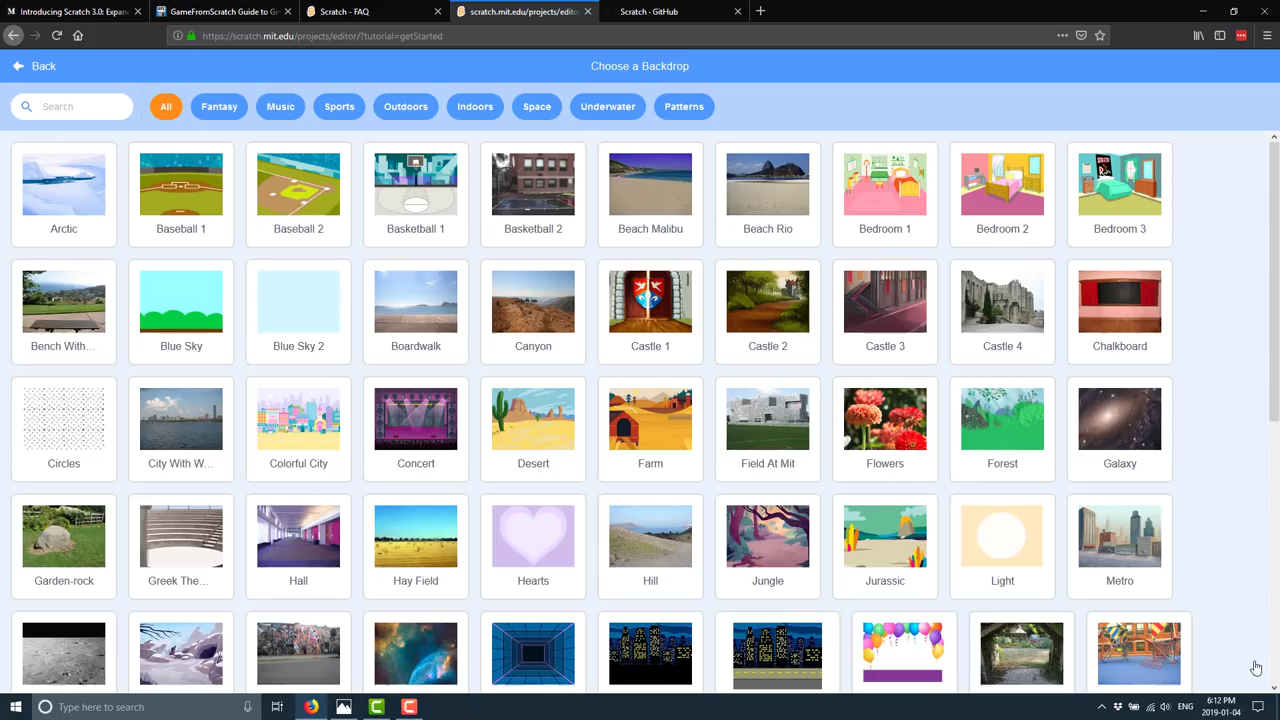 Introducing Scratch 3.0: Expan
GameFromScratch Guide to Ge
Scratch - FAQ
scratch.mit.edu/projects/editor
Scratch - GitHub
https://scratch.mit.edu/projects/editor/?tutorial=getStarted
Back
Choose a Backdrop
Search
All
Fantasy
Music
Sports
Outdoors
Indoors
Space
Underwater
Patterns
Arctic
Baseball 1
Baseball 2
Basketball 1
Basketball 2
Beach Malibu
Beach Rio
Bedroom 1
Bedroom 2
Bedroom 3
Bench With...
Blue Sky
Blue Sky 2
Boardwalk
Canyon
Castle 1
Castle 2
Castle 3
Castle 4
Chalkboard
Circles
City With W...
Colorful City
Concert
Desert
Farm
Field At Mit
Flowers
Forest
Galaxy
Garden-rock
Greek The...
Hall
Hay Field
Hearts
Hill
Jungle
Jurassic
Light
Metro
Type here to search
ENG
6:12 PM
2019-01-04